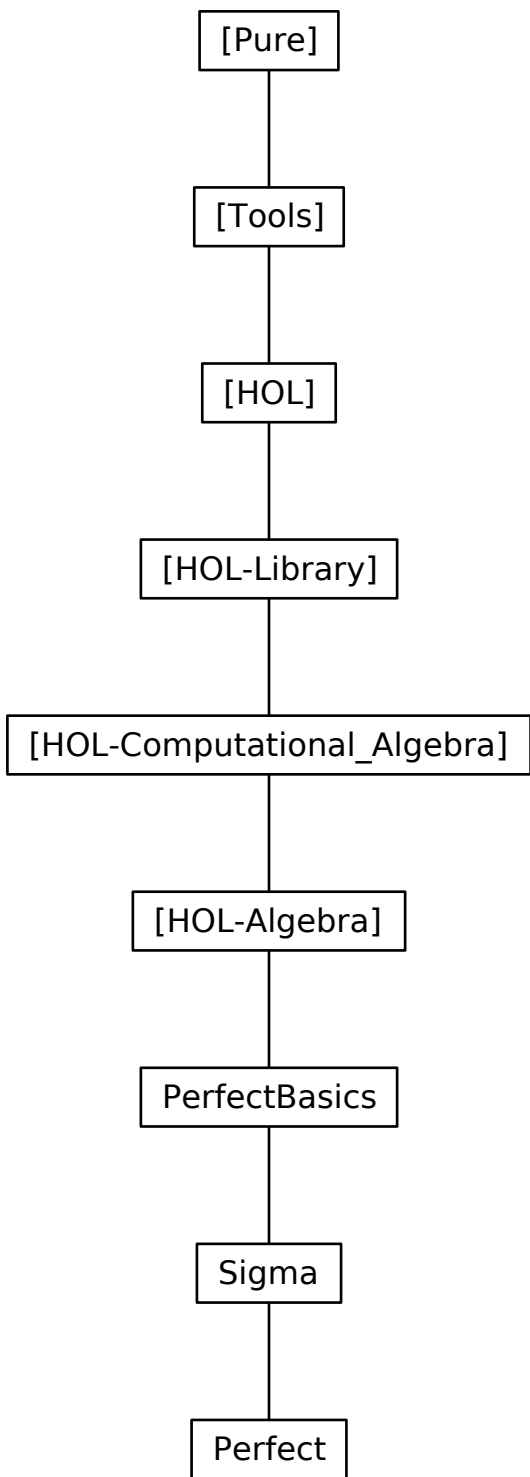 [Pure]
[Tools]
[HOL]
[HOL-Library]
[HOL-Computational_Algebra]
[HOL-Algebra]
PerfectBasics
Sigma
Perfect